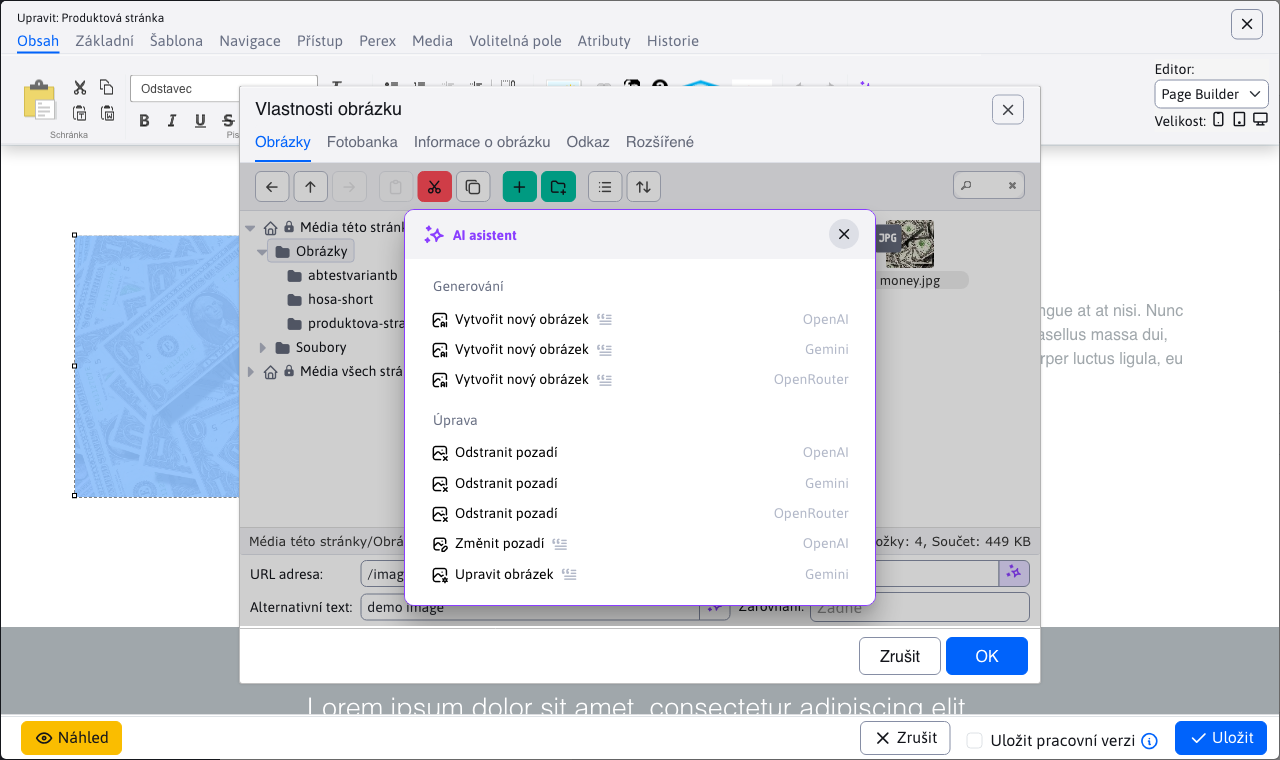 Upravit: Produktová stránka
Obsah Základní Šablona Navigace Přístup Perex Media Volitelná pole Atributy Historie
Editor:
Odstavec
Page Builder
Velikost:
B I U S
Schránka
Vlastnosti obrázku
Obrázky Fotobanka Informace o obrázku Odkaz Rozšířené
Média této
Obrázky
abtestvariantb
hosa-short
Soubory
Média všech
JPG
money.jpg
AI asistent
Generování
Vytvořit nový obrázek OpenAI
Vytvořit nový obrázek Gemini
Vytvořit nový obrázek OpenRouter
Úprava
Odstranit pozadí OpenAI
Odstranit pozadí Gemini
Odstranit pozadí OpenRouter
Změnit pozadí OpenAI
Upravit obrázek Gemini
ngue at at nisi. Nunc
asellus massa dui,
rper luctus ligula, eu
Média této stránky/Obrá
ožky: 4, Součet: 449 KB
URL adresa: /imag
Alternativní text: demo image Zarovnání: Žádné
Zrušit OK
Lorem ipsum dolor sit amet, consectetur adipiscing elit
Náhled
Zrušit Uložit pracovní verzi Uložit